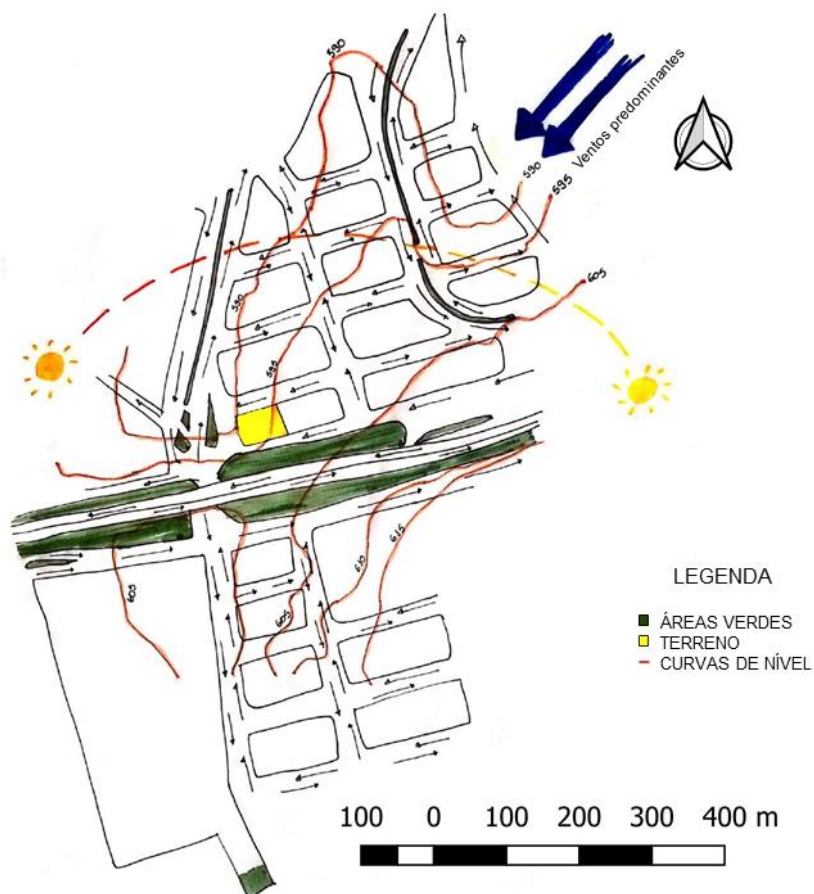 590
Ventos predominantes
590
595
605
590
595
605
610
615
605
LEGENDA
ÁREAS VERDES
TERRENO
CURVAS DE NÍVEL
100 0 100 200 300 400 m